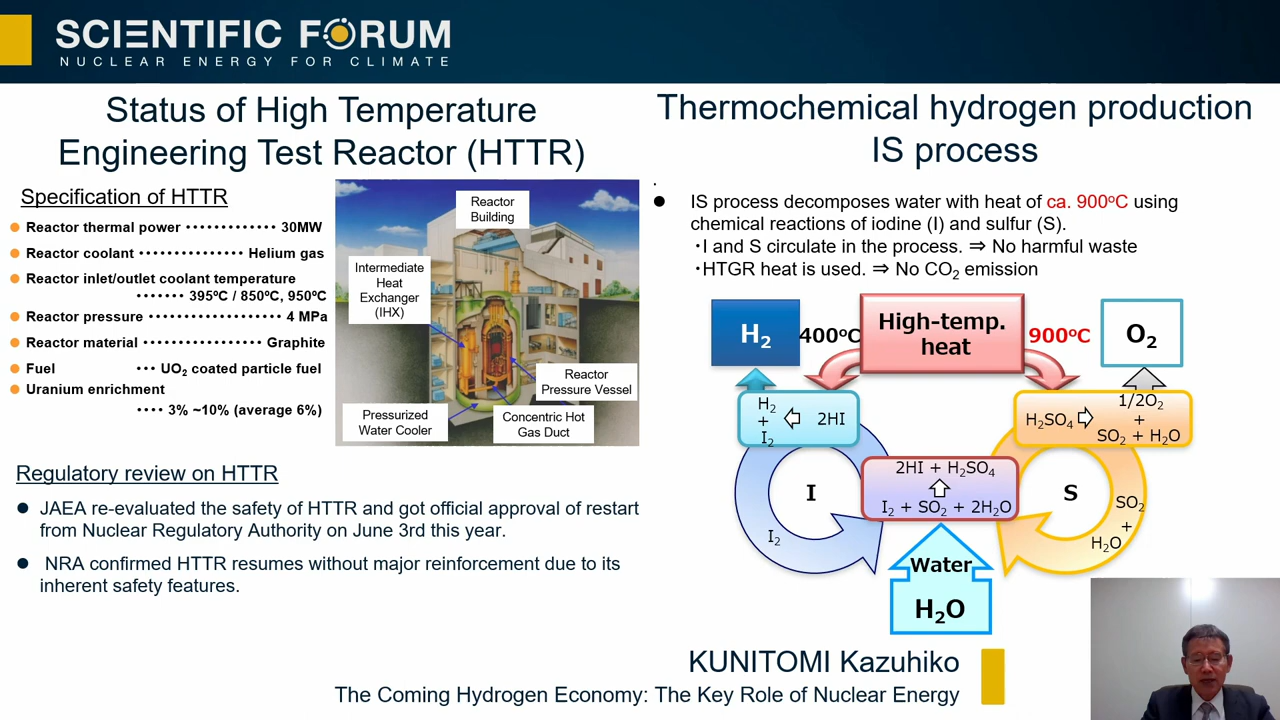 SCIENTIFIC FORUM
NUCLEAR ENERGY FOR CLIMATE
Status of High Temperature
Engineering Test Reactor (HTTR)
Specification of HTTR
Reactor thermal power ············ 30MW
Reactor coolant ··············· Helium gas
Reactor inlet/outlet coolant temperature
······· 395ºC / 850ºC, 950ºC
Reactor pressure ·················· 4 MPa
Reactor material ················· Graphite
Fuel ··· UO₂ coated particle fuel
Uranium enrichment
···· 3% ~10% (average 6%)
Reactor
Building
Intermediate
Heat
Exchanger
(IHX)
Reactor
Pressure Vessel
Pressurized
Water Cooler
Concentric Hot
Gas Duct
Regulatory review on HTTR
● JAEA re-evaluated the safety of HTTR and got official approval of restart
from Nuclear Regulatory Authority on June 3rd this year.
● NRA confirmed HTTR resumes without major reinforcement due to its
inherent safety features.
Thermochemical hydrogen production
IS process
.
● IS process decomposes water with heat of ca. 900ºC using
chemical reactions of iodine (I) and sulfur (S).
·I and S circulate in the process. ⇒ No harmful waste
·HTGR heat is used. ⇒ No CO₂ emission
H₂
400ºC
High-temp.
heat
900ºC
O₂
H₂
+
I₂
⇦ 2HI
H₂SO₄ ⇨
1/2O₂
+
SO₂ + H₂O
2HI + H₂SO₄
⇧
I₂ + SO₂ + 2H₂O
I
S
I₂
SO₂
+
H₂O
Water
H₂O
KUNITOMI Kazuhiko
The Coming Hydrogen Economy: The Key Role of Nuclear Energy